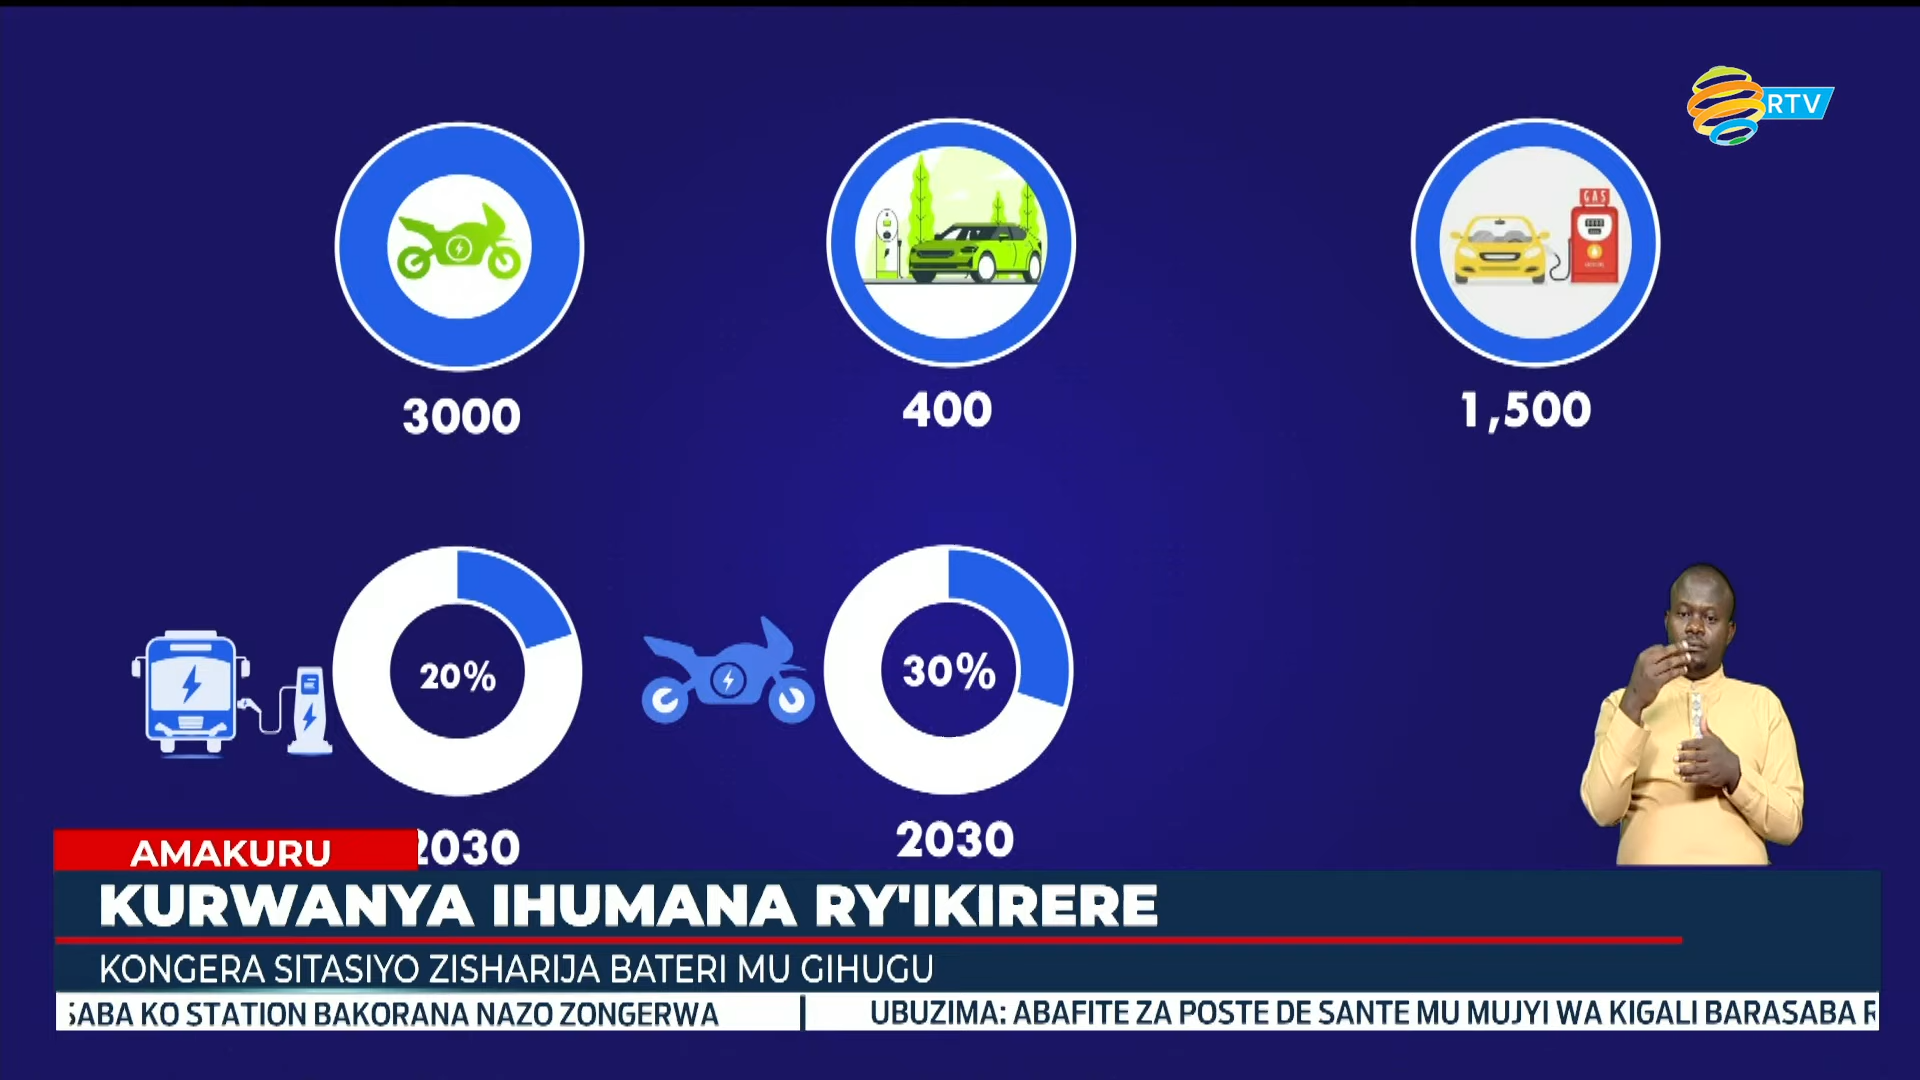 RTV
GAS
3000
400
1,500
20%
30%
2030
2030
AMAKURU
KURWANYA IHUMANA RY'IKIRERE
KONGERA SITASIYO ZISHARIJA BATERI MU GIHUGU
KO STATION BAKORANA NAZO ZONGERWA
UBUZIMA: ABAFITE ZA POSTE DE SANTE MU MUJYI WA KIGALI BARASABA